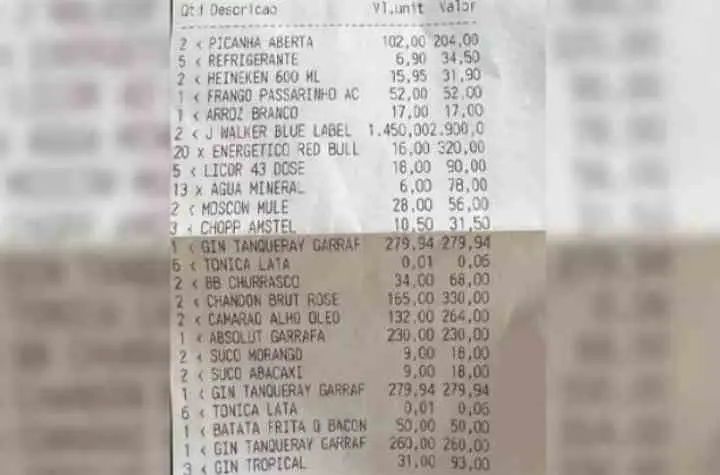 Qtd Descricao Vl.unit Valor
2 < PICANHA ABERTA 102,00 204,00
5 < REFRIGERANTE 6,90 34,50
2 < HEINEKEN 600 ML 15,95 31,90
1 < FRANGO PASSARINHO AC 52,00 52,00
1 < ARROZ BRANCO 17,00 17,00
2 < J WALKER BLUE LABEL 1.450,002.900,0
20 x ENERGETICO RED BULL 16,00 320,00
5 < LICOR 43 DOSE 18,00 90,00
13 x AGUA MINERAL 6,00 78,00
2 < MOSCOW MULE 28,00 56,00
3 < CHOPP AMSTEL 10,50 31,50
1 < GIN TANQUERAY GARRAF 279,94 279,94
6 < TONICA LATA 0,01 0,06
2 < BB CHURRASCO 34,00 68,00
2 < CHANDON BRUT ROSE 165,00 330,00
2 < CAMARAO ALHO OLEO 132,00 264,00
1 < ABSOLUT GARRAFA 230,00 230,00
2 < SUCO MORANGO 9,00 18,00
2 < SUCO ABACAXI 9,00 18,00
1 < GIN TANQUERAY GARRAF 279,94 279,94
6 < TONICA LATA 0,01 0,06
1 < BATATA FRITA Q BACON 50,00 50,00
1 < GIN TANQUERAY GARRAF 260,00 260,00
3 < GIN TROPICAL 31,00 93,00